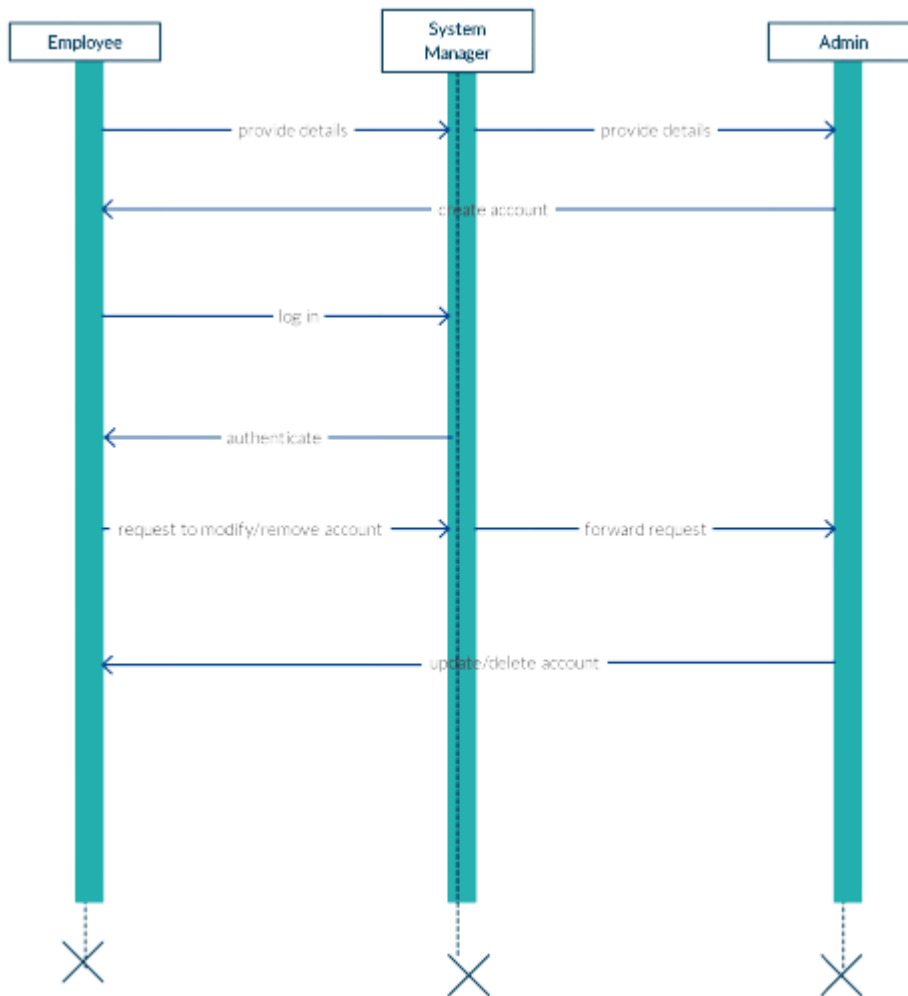 Employee
System
Manager
Admin
provide details
provide details
create account
log in
authenticate
request to modify/remove account
forward request
update/delete account